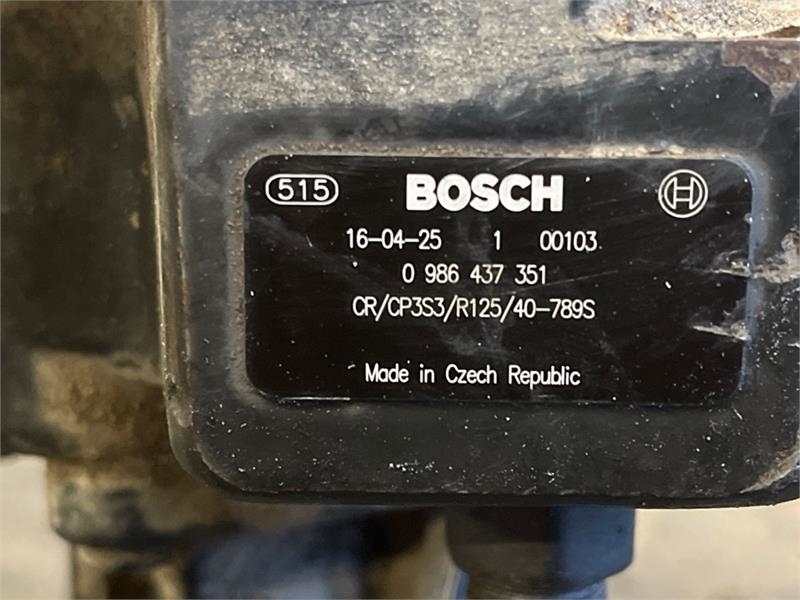 515 BOSCH
16-04-25 1 00103
0 986 437 351
CR/CP3S3/R125/40-789S
Made in Czech Republic